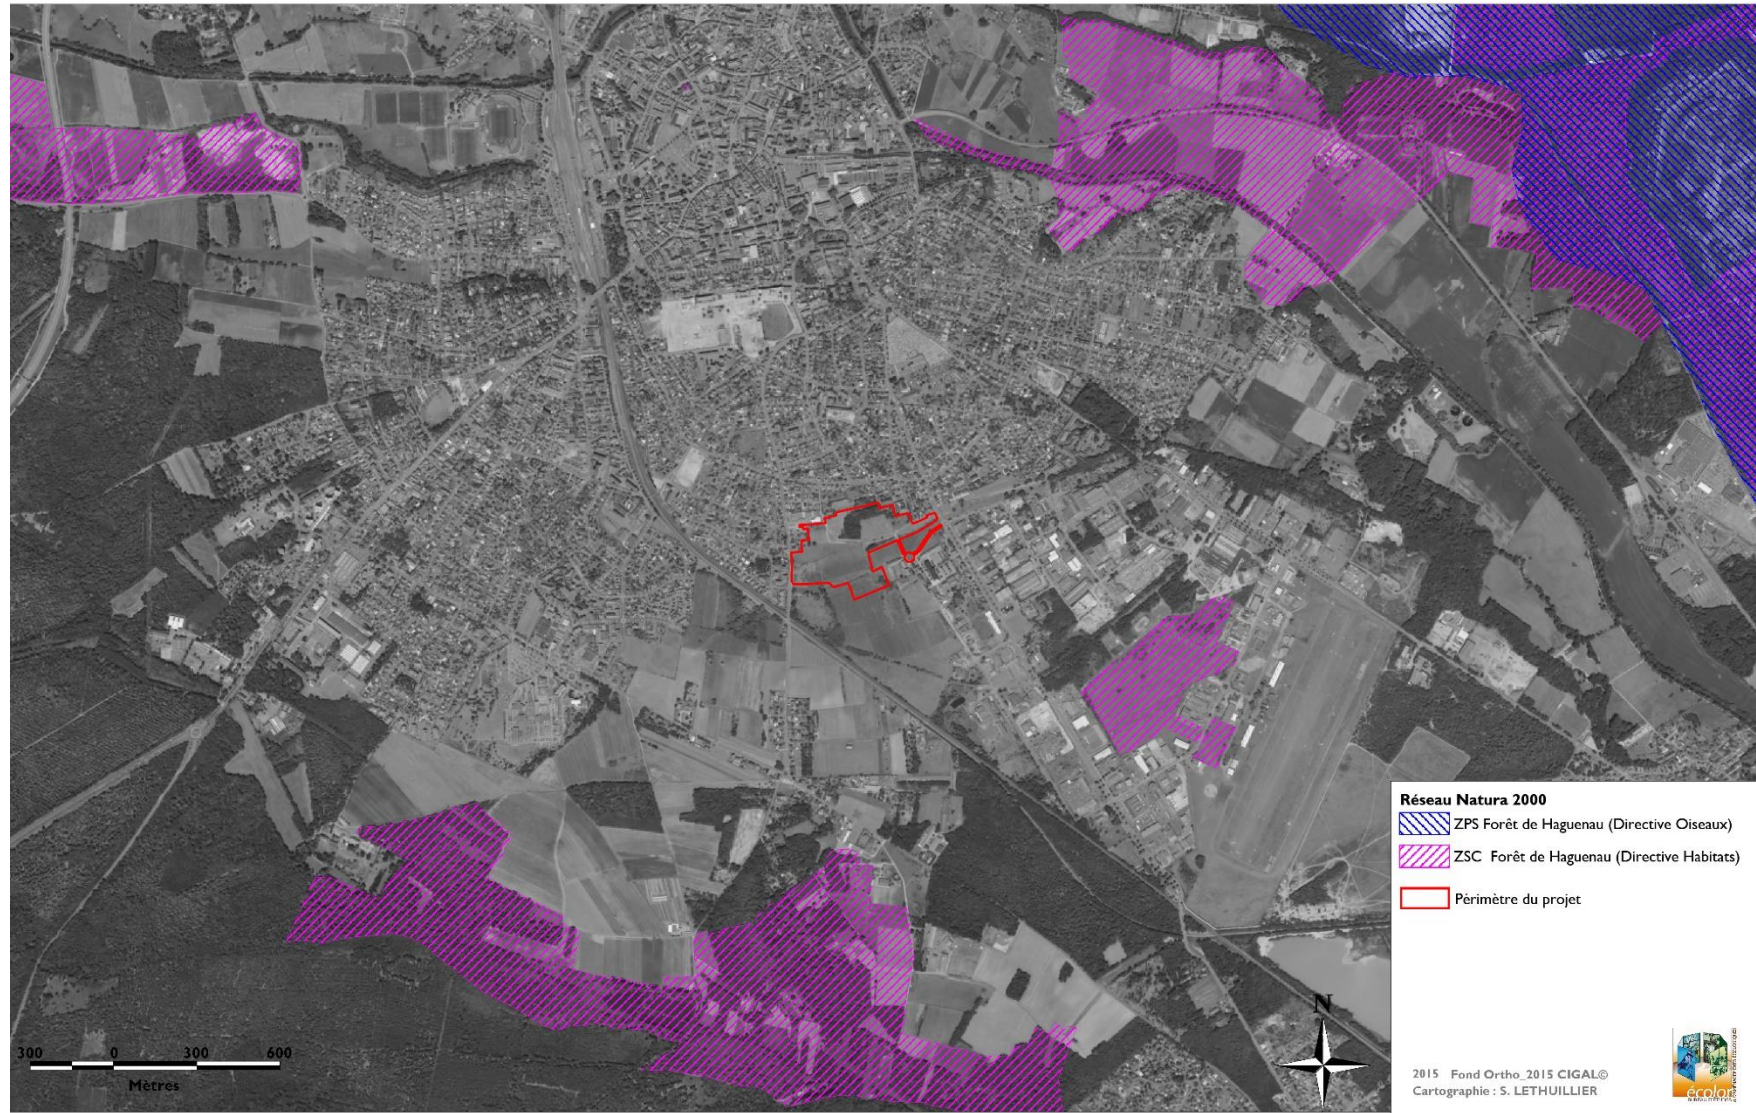 Réseau Natura 2000
ZPS Forêt de Haguenau (Directive Oiseaux)
ZSC Forêt de Haguenau (Directive Habitats)
Périmètre du projet
N
300 0 300 600
Mètres
2015 Fond Ortho_2015 CIGAL©
Cartographie : S. LETHUILLIER
écolor